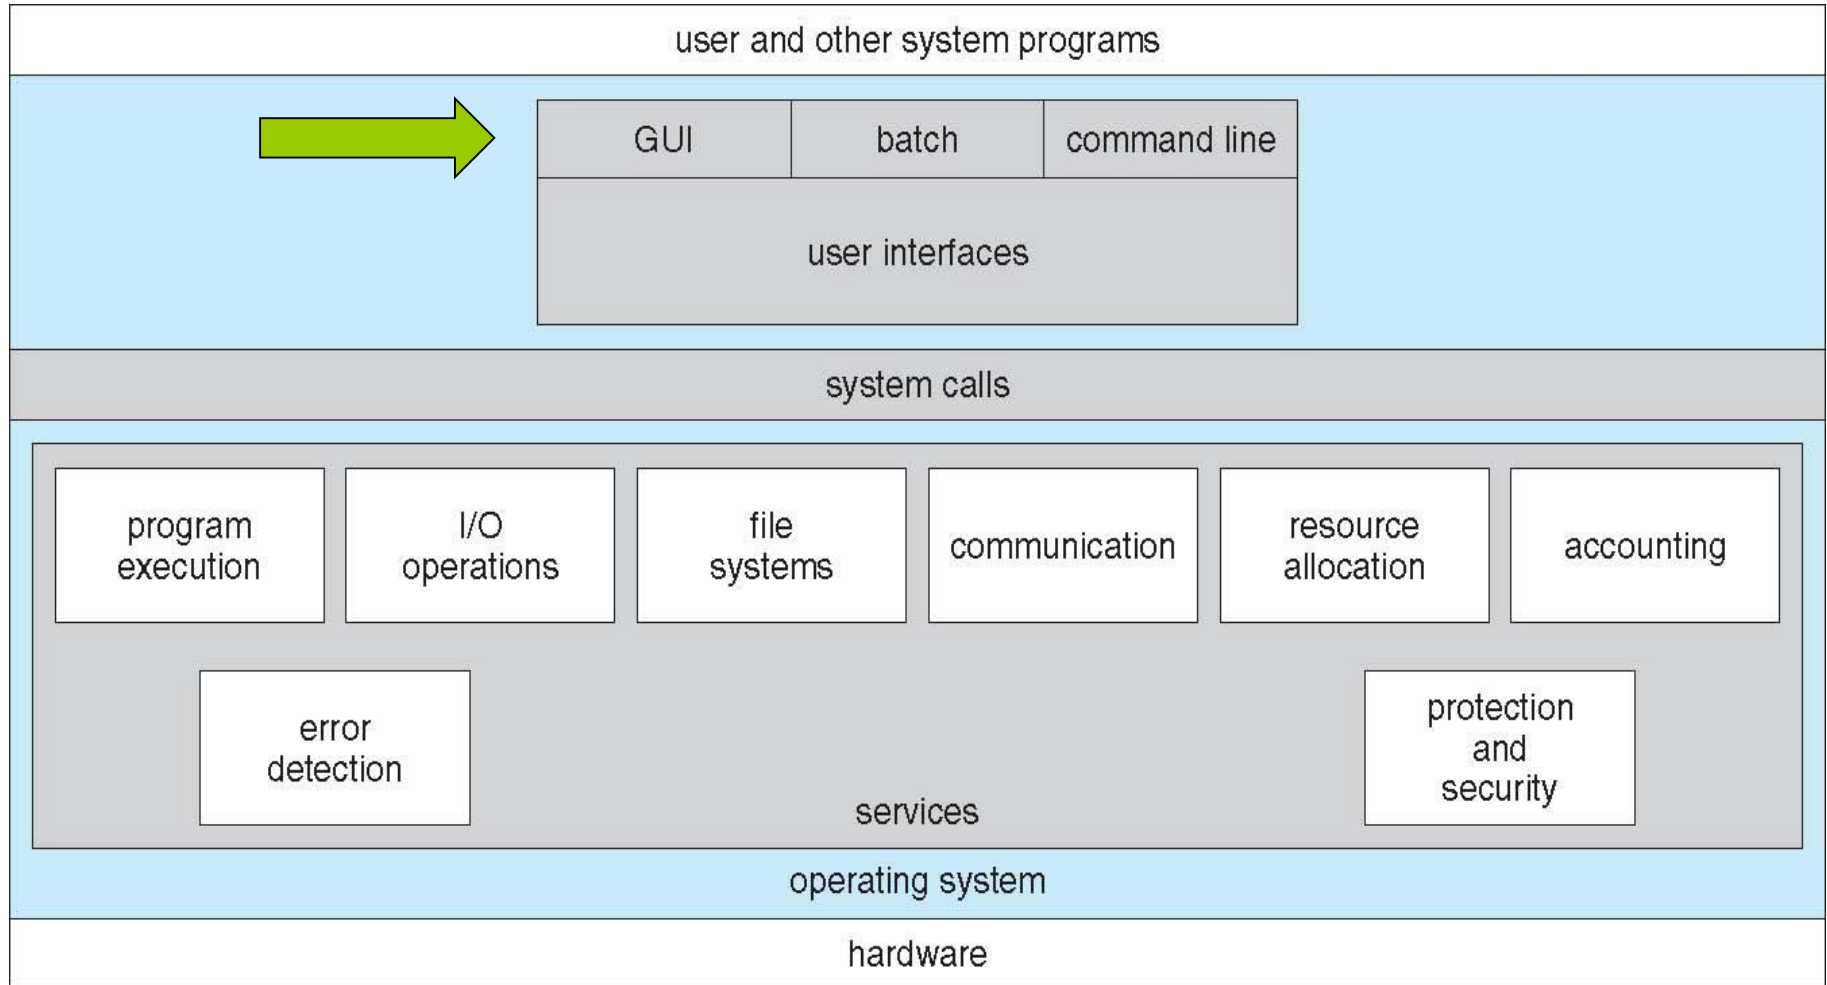 user and other system programs
GUI
batch
command line
user interfaces
system calls
program
execution
I/O
operations
file
systems
communication
resource
allocation
accounting
error
detection
protection
and
security
services
operating system
hardware